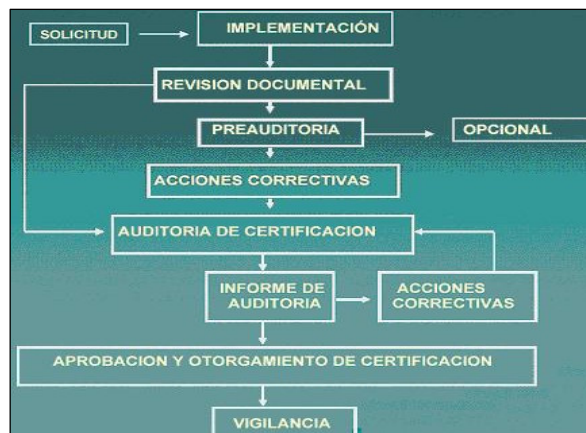 SOLICITUD
IMPLEMENTACIÓN
REVISION DOCUMENTAL
PREAUDITORIA
OPCIONAL
ACCIONES CORRECTIVAS
AUDITORIA DE CERTIFICACION
INFORME DE
AUDITORIA
ACCIONES
CORRECTIVAS
APROBACION Y OTORGAMIENTO DE CERTIFICACION
VIGILANCIA